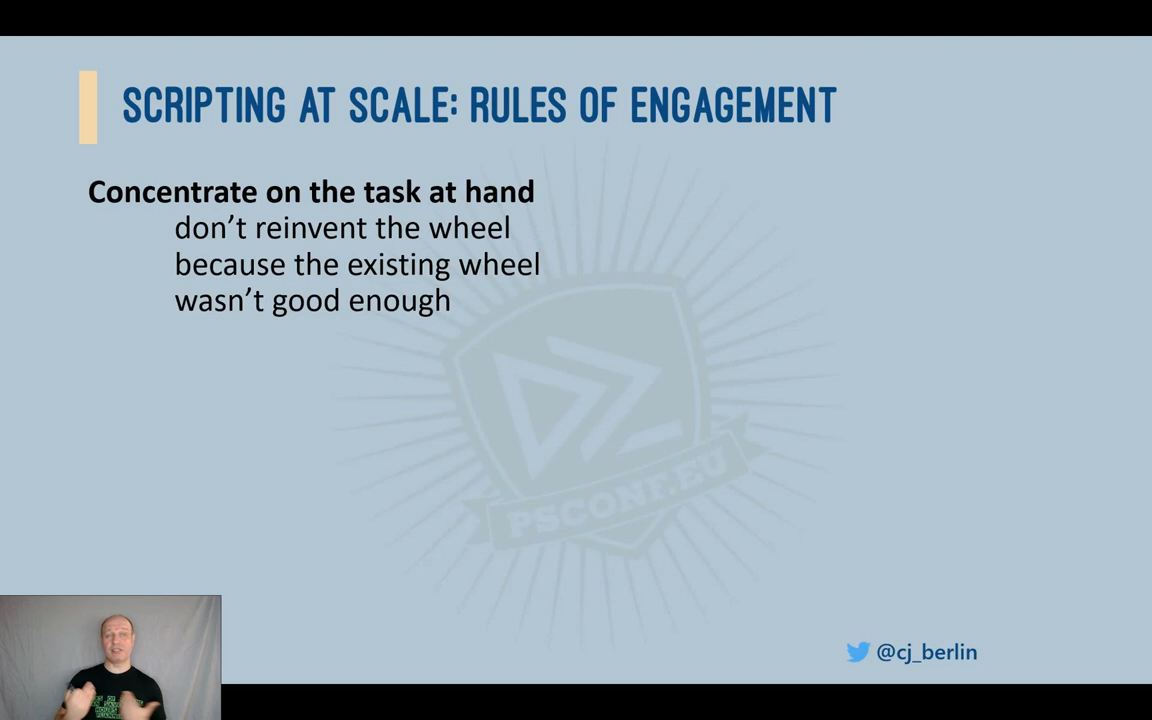 SCRIPTING AT SCALE: RULES OF ENGAGEMENT
Concentrate on the task at hand
don’t reinvent the wheel
because the existing wheel
wasn’t good enough
PSCONF.EU
@cj_berlin